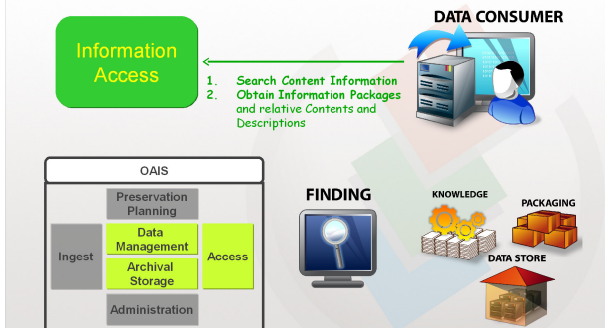 DATA CONSUMER
Information
Access
1. Search Content Information
2. Obtain Information Packages
and relative Contents and
Descriptions
OAIS
Preservation
Planning
Ingest
Data
Management
Archival
Storage
Access
Administration
FINDING
KNOWLEDGE
PACKAGING
DATA STORE